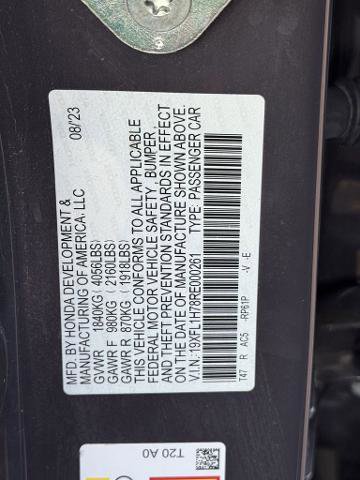 MFD. BY HONDA DEVELOPMENT & 08/'23
MANUFACTURING OF AMERICA, LLC
GVWR 1840KG (4056LBS)
GAWR F 980KG (2160LBS)
GAWR R 870KG (1918LBS)
THIS VEHICLE CONFORMS TO ALL APPLICABLE
FEDERAL MOTOR VEHICLE SAFETY, BUMPER,
AND THEFT PREVENTION STANDARDS IN EFFECT
ON THE DATE OF MANUFACTURE SHOWN ABOVE.
V.I.N:19XFL1H78RE000261 TYPE: PASSENGER CAR
T47 R AC5 -RP61P -V -E
T20 A0